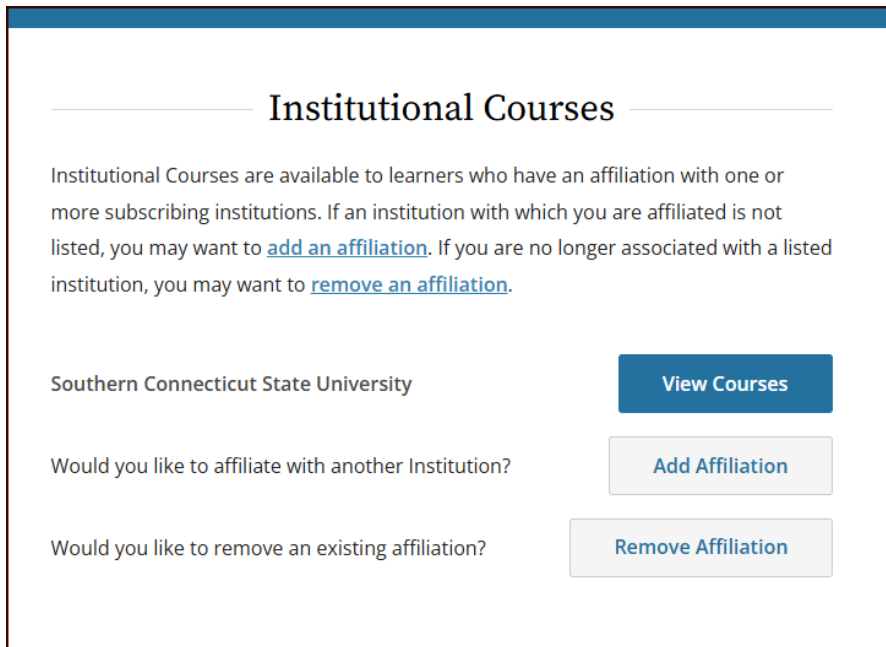 Institutional Courses
Institutional Courses are available to learners who have an affiliation with one or
more subscribing institutions. If an institution with which you are affiliated is not
listed, you may want to add an affiliation. If you are no longer associated with a listed
institution, you may want to remove an affiliation.
Southern Connecticut State University
View Courses
Would you like to affiliate with another Institution?
Add Affiliation
Would you like to remove an existing affiliation?
Remove Affiliation